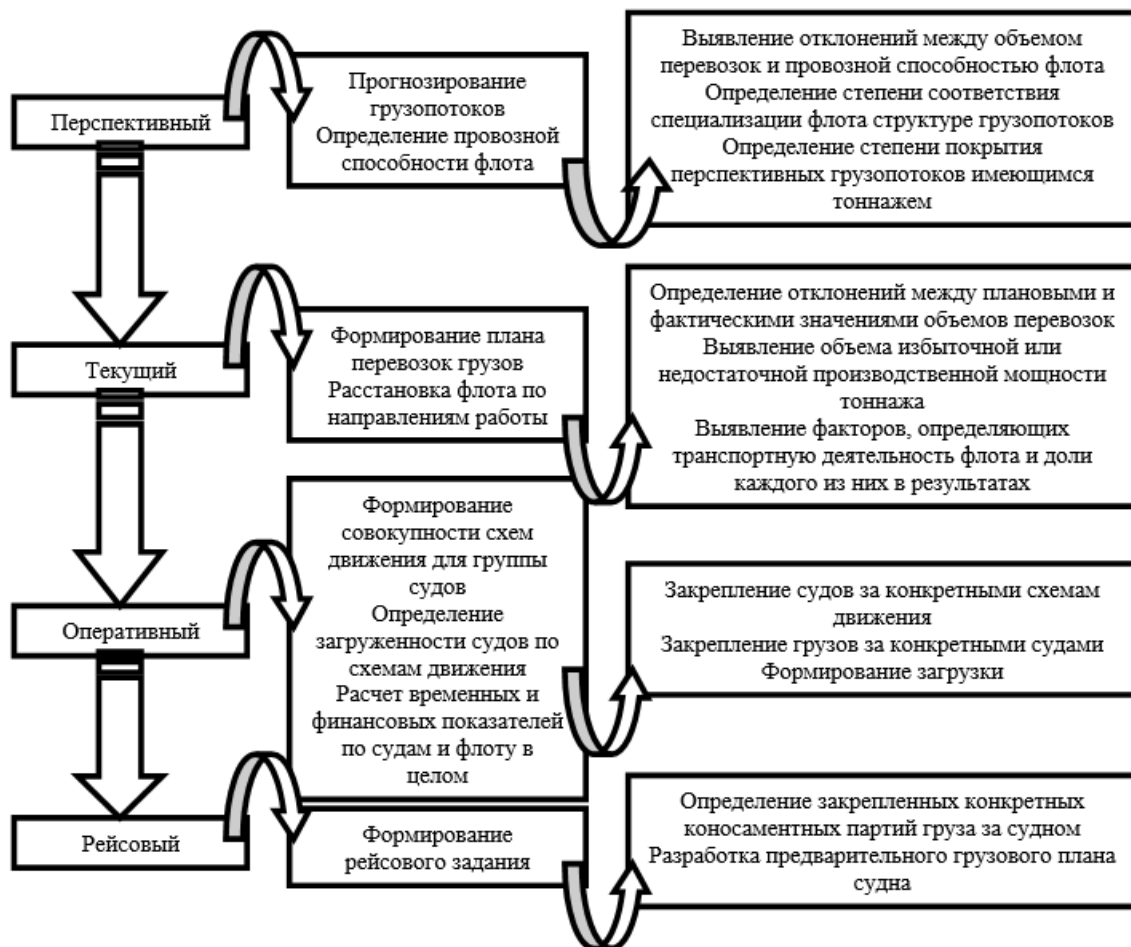 Перспективный
Прогнозирование
грузопотоков
Определение провозной
способности флота
Выявление отклонений между объемом
перевозок и провозной способностью флота
Определение степени соответствия
специализации флота структуре грузопотоков
Определение степени покрытия
перспективных грузопотоков имеющимся
тоннажем
Текущий
Формирование плана
перевозок грузов
Расстановка флота по
направлениям работы
Определение отклонений между плановыми и
фактическими значениями объемов перевозок
Выявление объема избыточной или
недостаточной производственной мощности
тоннажа
Выявление факторов, определяющих
транспортную деятельность флота и доли
каждого из них в результатах
Оперативный
Формирование
совокупности схем
движения для группы
судов
Определение
загруженности судов по
схемам движения
Расчет временных и
финансовых показателей
по судам и флоту в
целом
Закрепление судов за конкретными схемам
движения
Закрепление грузов за конкретными судами
Формирование загрузки
Рейсовый
Формирование
рейсового задания
Определение закрепленных конкретных
коносаментных партий груза за судном
Разработка предварительного грузового плана
судна